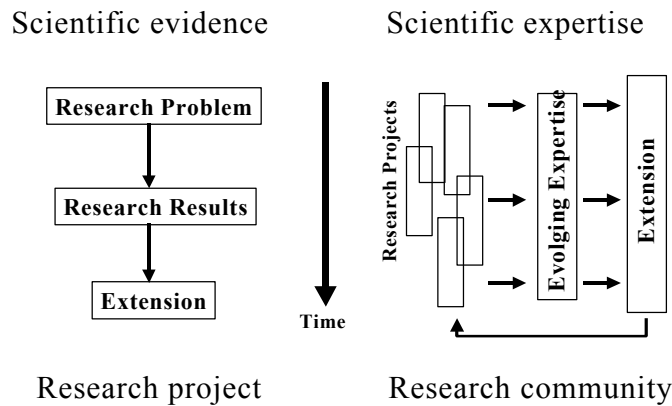 Scientific evidence
Scientific expertise
Research Problem
Research Results
Extension
Time
Research Projects
Evolging Expertise
Extension
Research project
Research community